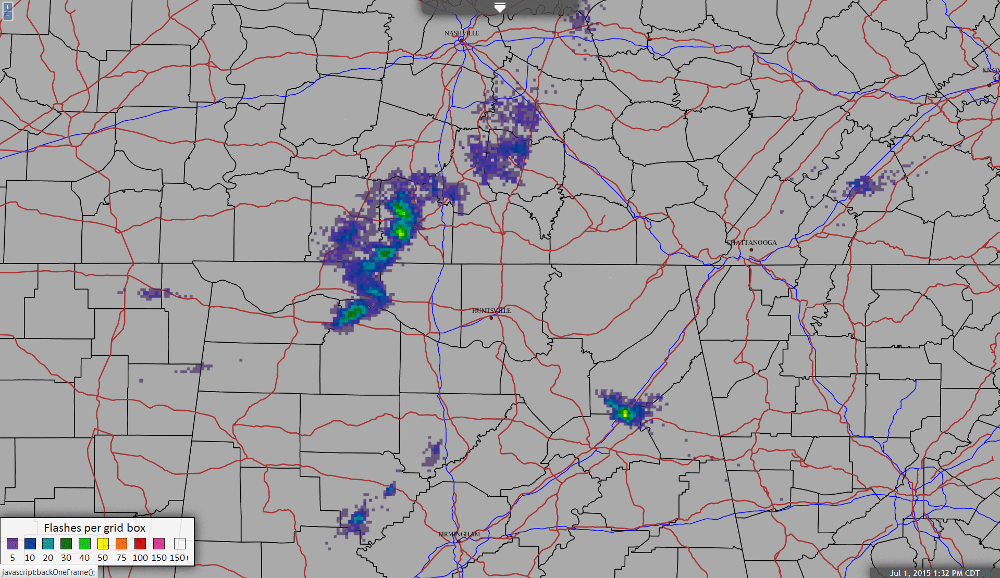 +
−
NASHVILLE
KNOX
CHATTANOOGA
HUNTSVILLE
BIRMINGHAM
Flashes per grid box
5 10 20 30 40 50 75 100 150 150+
javascript:backOneFrame();
Jul 1, 2015 1:32 PM CDT